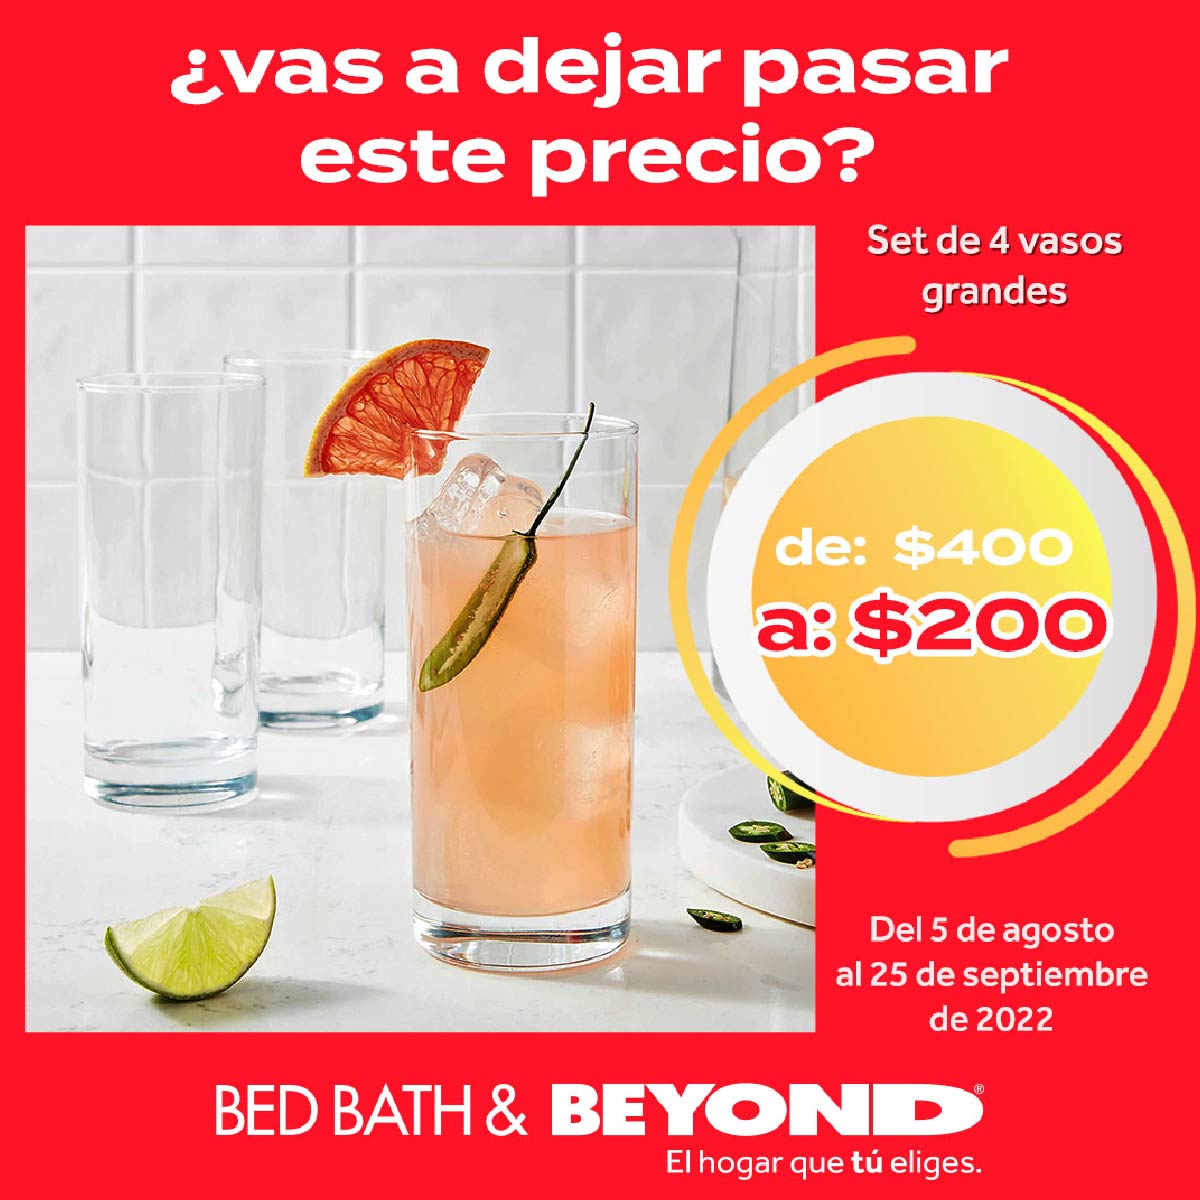 ¿vas a dejar pasar
este precio?
Set de 4 vasos
grandes
de: $400
a: $200
Del 5 de agosto
al 25 de septiembre
de 2022
BED BATH & BEYOND®
El hogar que tú eliges.